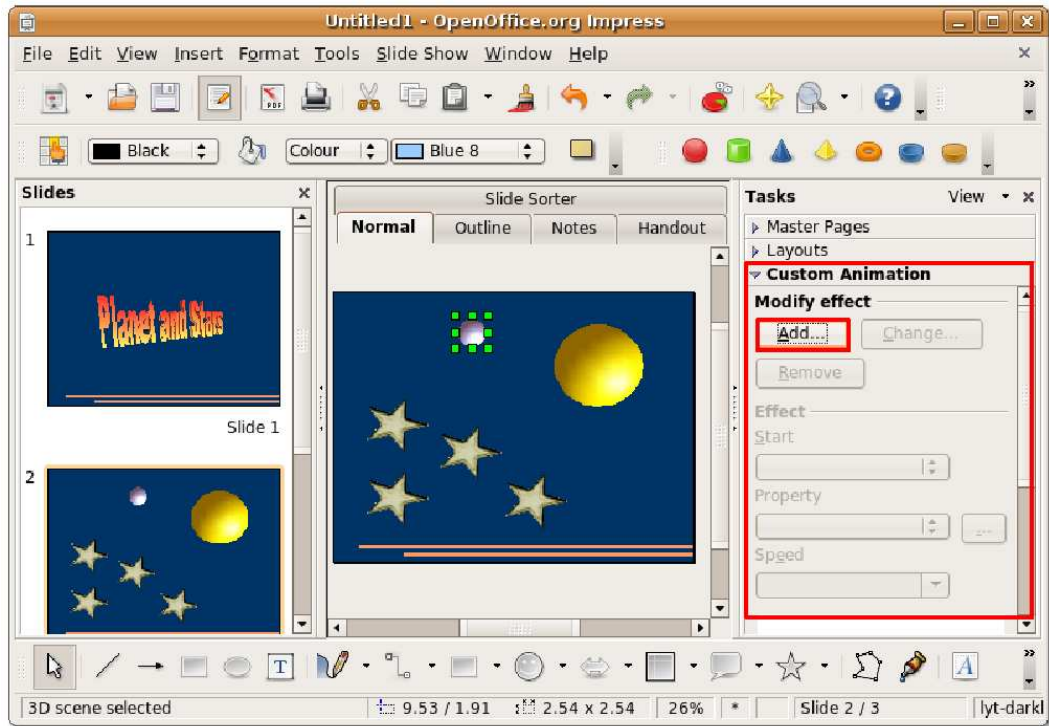 Untitled1 - OpenOffice.org Impress
File Edit View Insert Format Tools Slide Show Window Help
PDF
Black Colour Blue 8
Slides
1
Planet and Stars
Slide 1
2
Slide Sorter
Normal Outline Notes Handout
Tasks View
Master Pages
Layouts
Custom Animation
Modify effect
Add... Change...
Remove
Effect
Start
Property
...
Speed
T
A
3D scene selected 9.53 / 1.91 2.54 x 2.54 26% * Slide 2 / 3 lyt-darkl